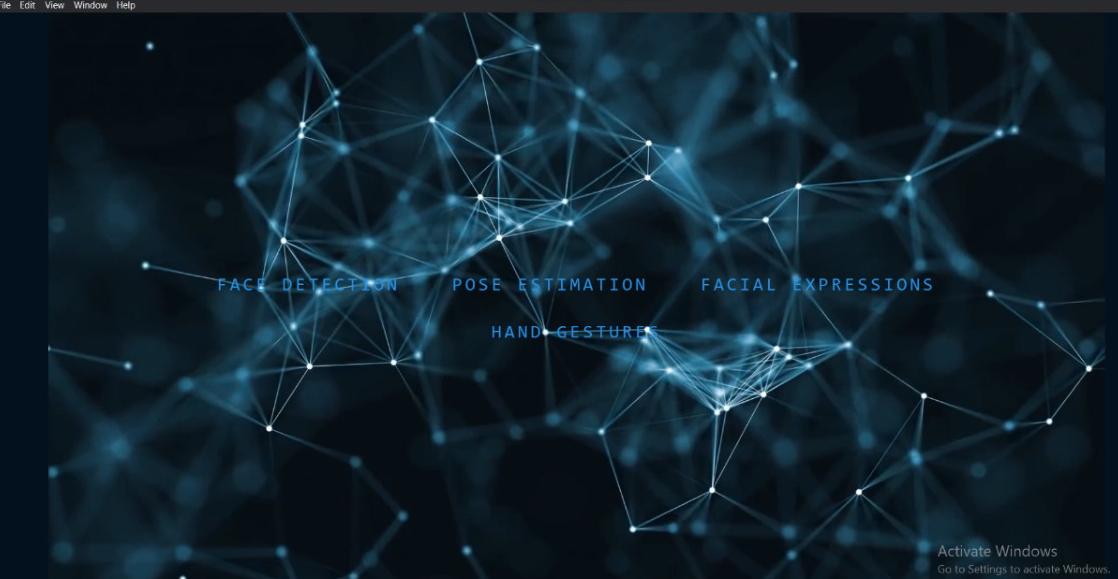 File Edit View Window Help
FACE DETECTION POSE ESTIMATION FACIAL EXPRESSIONS
HAND GESTURES
Activate Windows
Go to Settings to activate Windows.